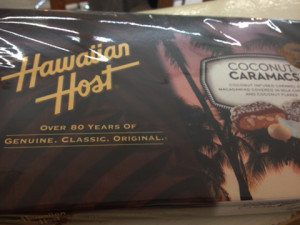 Hawaiian
Host
OVER 80 YEARS OF
GENUINE. CLASSIC. ORIGINAL.
COCONUT
CARAMACS